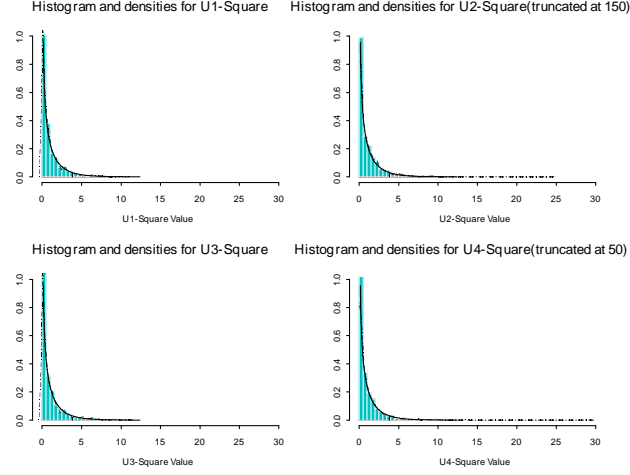 Histogram and densities for U1-Square
1.0
0.8
0.6
0.4
0.2
0.0
0 5 10 15 20 25 30
U1-Square Value
Histogram and densities for U2-Square(truncated at 150)
1.0
0.8
0.6
0.4
0.2
0.0
0 5 10 15 20 25 30
U2-Square Value
Histogram and densities for U3-Square
1.0
0.8
0.6
0.4
0.2
0.0
0 5 10 15 20 25 30
U3-Square Value
Histogram and densities for U4-Square(truncated at 50)
1.0
0.8
0.6
0.4
0.2
0.0
0 5 10 15 20 25 30
U4-Square Value